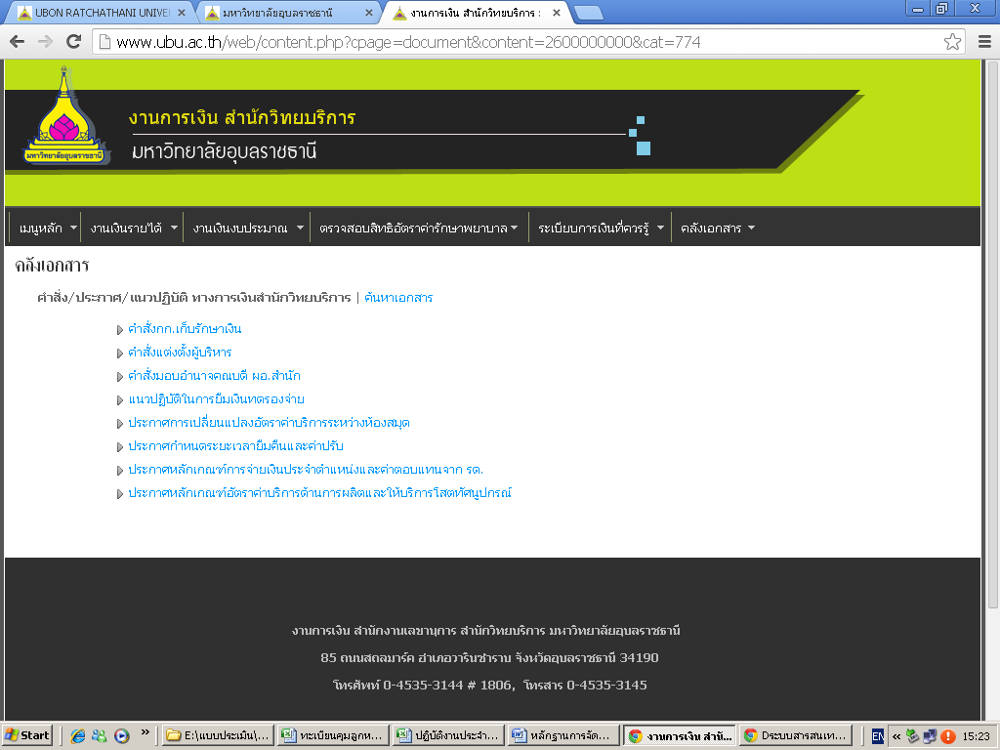 UBON RATCHATHANI UNIVE
มหาวิทยาลัยอุบลราชธานี
งานการเงิน สำนักวิทยบริการ :
www.ubu.ac.th/web/content.php?cpage=document&content=2600000000&cat=774
งานการเงิน สำนักวิทยบริการ
มหาวิทยาลัยอุบลราชธานี
มหาวิทยาลัยอุบลราชธานี
เมนูหลัก งานเงินรายได้ งานเงินงบประมาณ ตรวจสอบสิทธิอัตราค่ารักษาพยาบาล ระเบียบการเงินที่ควรรู้ คลังเอกสาร
คลังเอกสาร
คำสั่ง/ประกาศ/แนวปฏิบัติ ทางการเงินสำนักวิทยบริการ | ค้นหาเอกสาร
คำสั่งกก.เก็บรักษาเงิน
คำสั่งแต่งตั้งผู้บริหาร
คำสั่งมอบอำนาจคณบดี ผอ.สำนัก
แนวปฏิบัติในการยืมเงินทดรองจ่าย
ประกาศการเปลี่ยนแปลงอัตราค่าบริการระหว่างห้องสมุด
ประกาศกำหนดระยะเวลายืมคืนและค่าปรับ
ประกาศหลักเกณฑ์การจ่ายเงินประจำตำแหน่งและค่าตอบแทนจาก รด.
ประกาศหลักเกณฑ์อัตราค่าบริการด้านการผลิตและให้บริการโสตทัศนูปกรณ์
งานการเงิน สำนักงานเลขานุการ สำนักวิทยบริการ มหาวิทยาลัยอุบลราชธานี
85 ถนนสถลมาร์ค อำเภอวารินชำราบ จังหวัดอุบลราชธานี 34190
โทรศัพท์ 0-4535-3144 # 1806, โทรสาร 0-4535-3145
Start » E:\แบบประเมิน\... ทะเบียนคุมลูกห... ปฏิบัติงานประจำ... หลักฐานการจัด... งานการเงิน สำนั... Dระบบสารสนเท... EN « 15:23